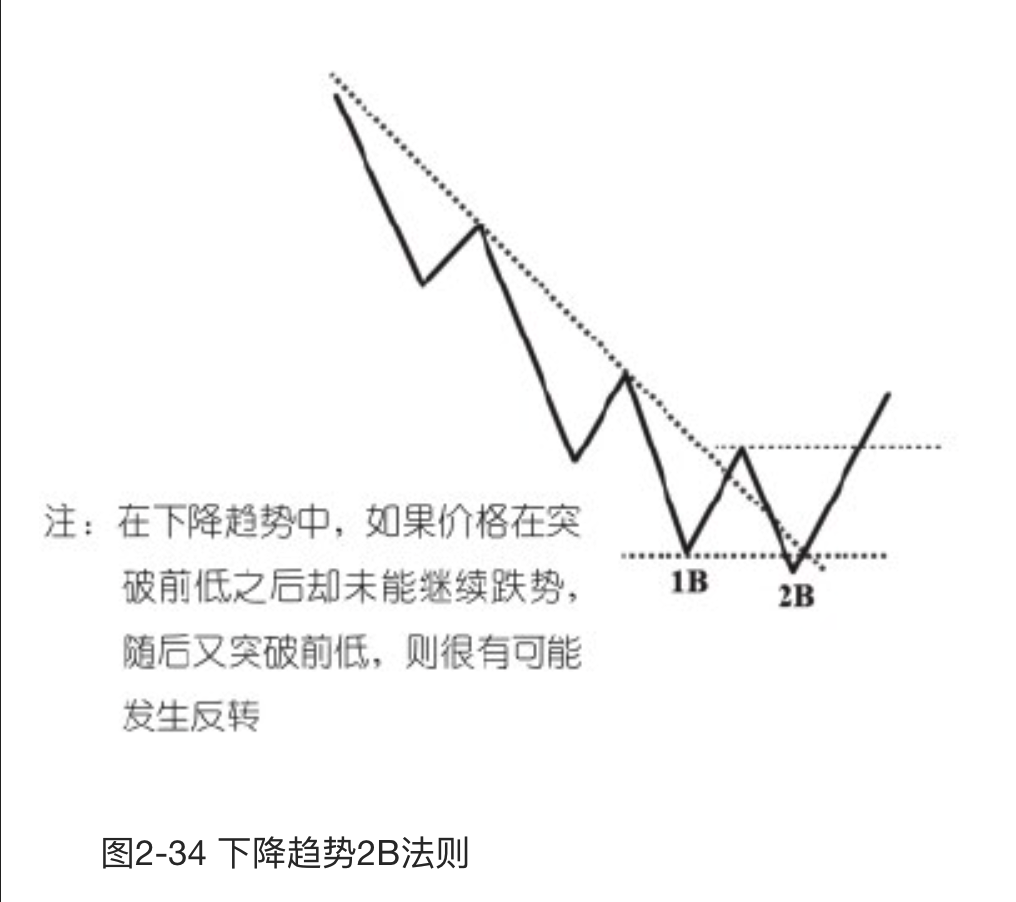 1B
2B
注：在下降趋势中，如果价格在突
破前低之后却未能继续跌势，
随后又突破前低，则很有可能
发生反转
图2-34 下降趋势2B法则